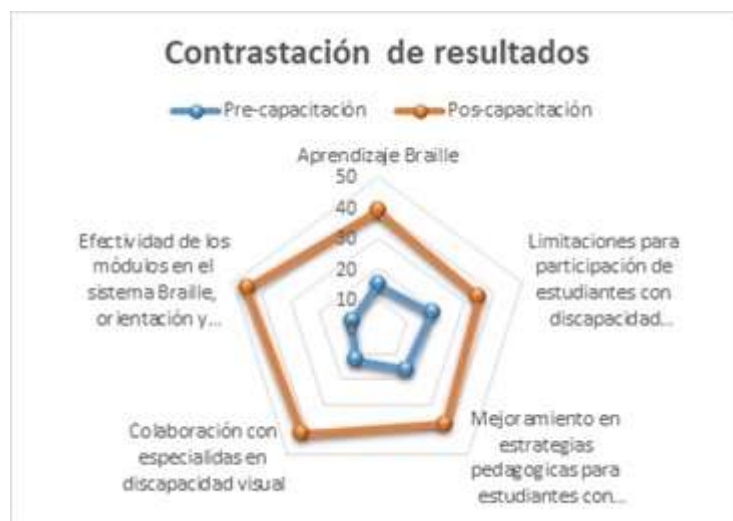 Contrastación de resultados
Pre-capacitación
Pos-capacitación
Aprendizaje Braille
50
40
30
20
10
Limitaciones para
participación de
estudiantes con
discapacidad...
Mejoramiento en
estrategias
pedagogicas para
estudiantes con...
Colaboración con
especialidas en
discapacidad visual
Efectividad de los
módulos en el
sistema Braille,
orientación y...